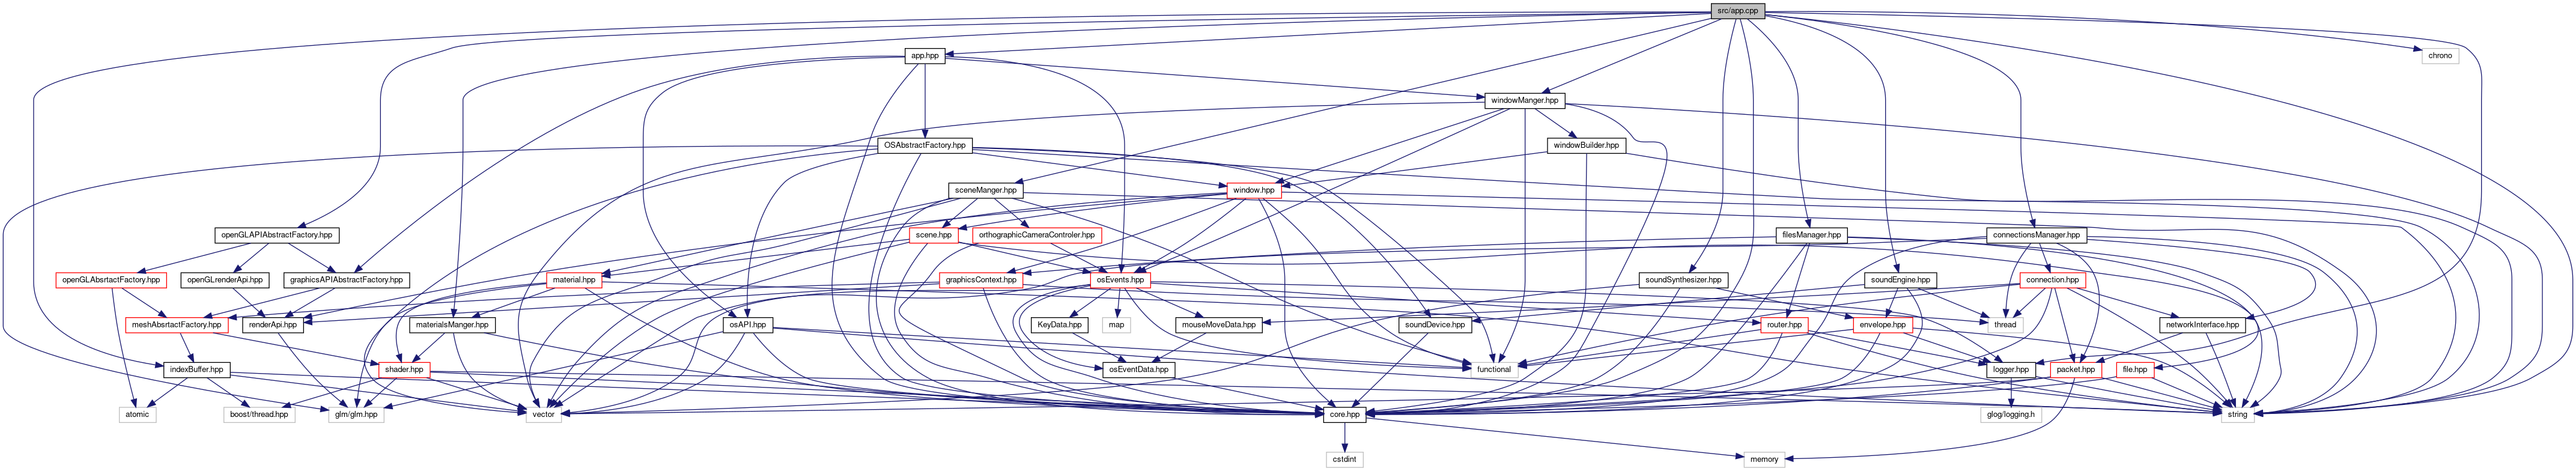 src/app.cpp
app.hpp
chrono
windowManger.hpp
OSAbstractFactory.hpp
windowBuilder.hpp
sceneManger.hpp
window.hpp
openGLAPIAbstractFactory.hpp
scene.hpp
orthographicCameraControler.hpp
filesManager.hpp
connectionsManager.hpp
openGLAbsrtactFactory.hpp
openGLrenderApi.hpp
graphicsAPIAbstractFactory.hpp
material.hpp
graphicsContext.hpp
osEvents.hpp
soundSynthesizer.hpp
soundEngine.hpp
connection.hpp
meshAbsrtactFactory.hpp
renderApi.hpp
materialsManger.hpp
osAPI.hpp
KeyData.hpp
map
mouseMoveData.hpp
soundDevice.hpp
router.hpp
envelope.hpp
thread
networkInterface.hpp
indexBuffer.hpp
shader.hpp
osEventData.hpp
functional
logger.hpp
packet.hpp
file.hpp
atomic
boost/thread.hpp
glm/glm.hpp
vector
core.hpp
glog/logging.h
string
cstdint
memory